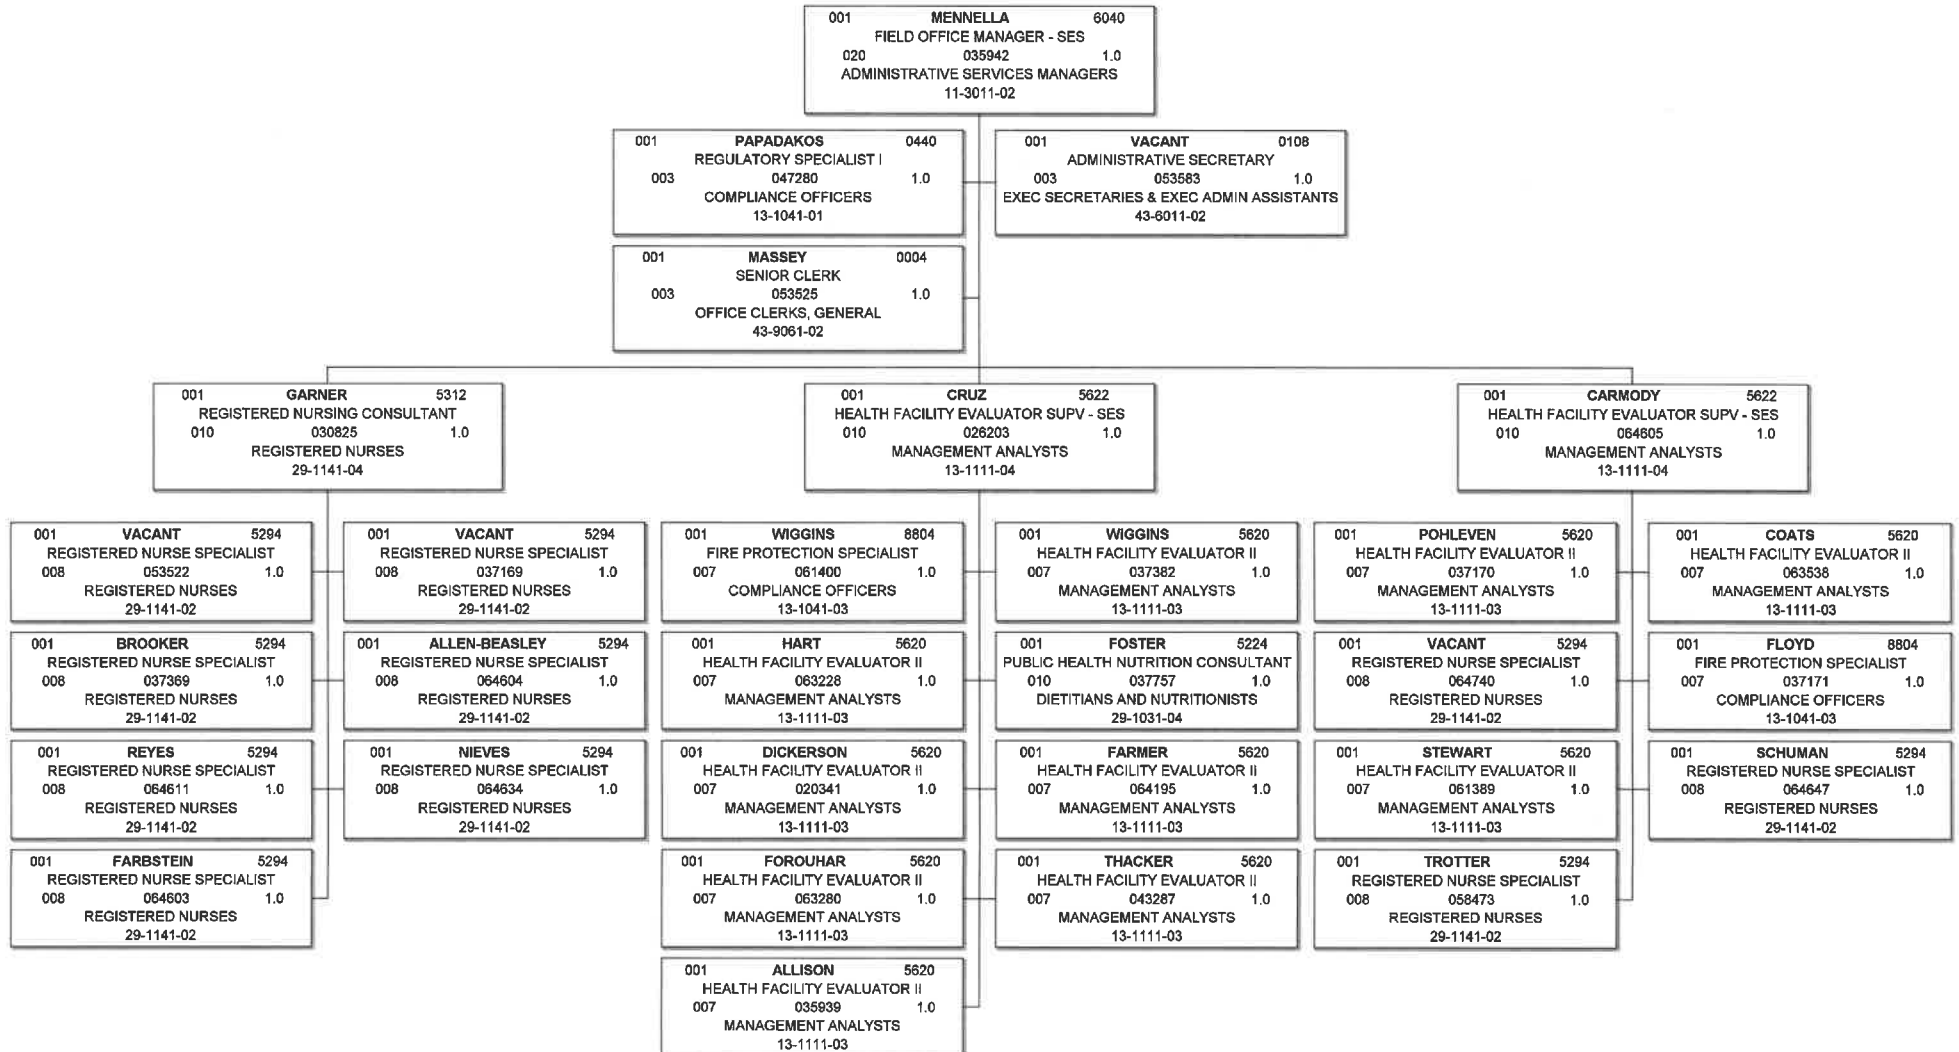 001 MENNELLA 6040
FIELD OFFICE MANAGER - SES
020 035942 1.0
ADMINISTRATIVE SERVICES MANAGERS
11-3011-02
001 PAPADAKOS 0440
REGULATORY SPECIALIST I
003 047280 1.0
COMPLIANCE OFFICERS
13-1041-01
001 VACANT 0108
ADMINISTRATIVE SECRETARY
003 053583 1.0
EXEC SECRETARIES & EXEC ADMIN ASSISTANTS
43-6011-02
001 MASSEY 0004
SENIOR CLERK
003 053525 1.0
OFFICE CLERKS, GENERAL
43-9061-02
001 GARNER 5312
REGISTERED NURSING CONSULTANT
010 030825 1.0
REGISTERED NURSES
29-1141-04
001 CRUZ 5622
HEALTH FACILITY EVALUATOR SUPV - SES
010 026203 1.0
MANAGEMENT ANALYSTS
13-1111-04
001 CARMODY 5622
HEALTH FACILITY EVALUATOR SUPV - SES
010 064605 1.0
MANAGEMENT ANALYSTS
13-1111-04
001 VACANT 5294
REGISTERED NURSE SPECIALIST
008 053522 1.0
REGISTERED NURSES
29-1141-02
001 VACANT 5294
REGISTERED NURSE SPECIALIST
008 037169 1.0
REGISTERED NURSES
29-1141-02
001 WIGGINS 8804
FIRE PROTECTION SPECIALIST
007 061400 1.0
COMPLIANCE OFFICERS
13-1041-03
001 WIGGINS 5620
HEALTH FACILITY EVALUATOR II
007 037382 1.0
MANAGEMENT ANALYSTS
13-1111-03
001 POHLEVEN 5620
HEALTH FACILITY EVALUATOR II
007 037170 1.0
MANAGEMENT ANALYSTS
13-1111-03
001 COATS 5620
HEALTH FACILITY EVALUATOR II
007 063538 1.0
MANAGEMENT ANALYSTS
13-1111-03
001 BROOKER 5294
REGISTERED NURSE SPECIALIST
008 037369 1.0
REGISTERED NURSES
29-1141-02
001 ALLEN-BEASLEY 5294
REGISTERED NURSE SPECIALIST
008 064604 1.0
REGISTERED NURSES
29-1141-02
001 HART 5620
HEALTH FACILITY EVALUATOR II
007 063228 1.0
MANAGEMENT ANALYSTS
13-1111-03
001 FOSTER 5224
PUBLIC HEALTH NUTRITION CONSULTANT
010 037757 1.0
DIETITIANS AND NUTRITIONISTS
29-1031-04
001 VACANT 5294
REGISTERED NURSE SPECIALIST
008 064740 1.0
REGISTERED NURSES
29-1141-02
001 FLOYD 8804
FIRE PROTECTION SPECIALIST
007 037171 1.0
COMPLIANCE OFFICERS
13-1041-03
001 REYES 5294
REGISTERED NURSE SPECIALIST
008 064611 1.0
REGISTERED NURSES
29-1141-02
001 NIEVES 5294
REGISTERED NURSE SPECIALIST
008 064634 1.0
REGISTERED NURSES
29-1141-02
001 DICKERSON 5620
HEALTH FACILITY EVALUATOR II
007 020341 1.0
MANAGEMENT ANALYSTS
13-1111-03
001 FARMER 5620
HEALTH FACILITY EVALUATOR II
007 064195 1.0
MANAGEMENT ANALYSTS
13-1111-03
001 STEWART 5620
HEALTH FACILITY EVALUATOR II
007 061389 1.0
MANAGEMENT ANALYSTS
13-1111-03
001 SCHUMAN 5294
REGISTERED NURSE SPECIALIST
008 064647 1.0
REGISTERED NURSES
29-1141-02
001 FARBSTEIN 5294
REGISTERED NURSE SPECIALIST
008 064603 1.0
REGISTERED NURSES
29-1141-02
001 FOROUHAR 5620
HEALTH FACILITY EVALUATOR II
007 063280 1.0
MANAGEMENT ANALYSTS
13-1111-03
001 THACKER 5620
HEALTH FACILITY EVALUATOR II
007 043287 1.0
MANAGEMENT ANALYSTS
13-1111-03
001 TROTTER 5294
REGISTERED NURSE SPECIALIST
008 058473 1.0
REGISTERED NURSES
29-1141-02
001 ALLISON 5620
HEALTH FACILITY EVALUATOR II
007 035939 1.0
MANAGEMENT ANALYSTS
13-1111-03